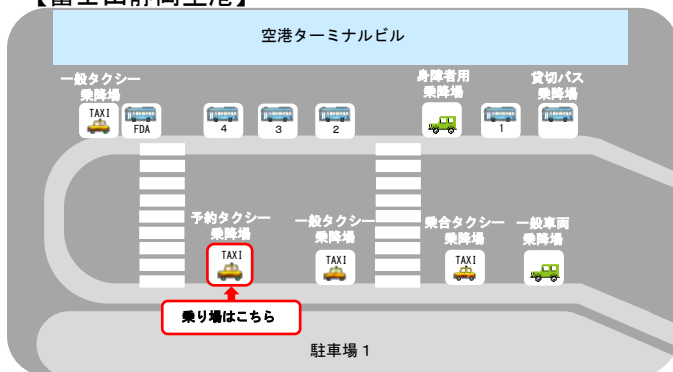 【富士山静岡空港】
空港ターミナルビル
一般タクシー
乗降場
身障者用
乗降場
貸切バス
乗降場
TAXI
FDA
4
3
2
1
予約タクシー
乗降場
一般タクシー
乗降場
乗合タクシー
乗降場
一般車両
乗降場
TAXI
TAXI
TAXI
乗り場はこちら
駐車場1